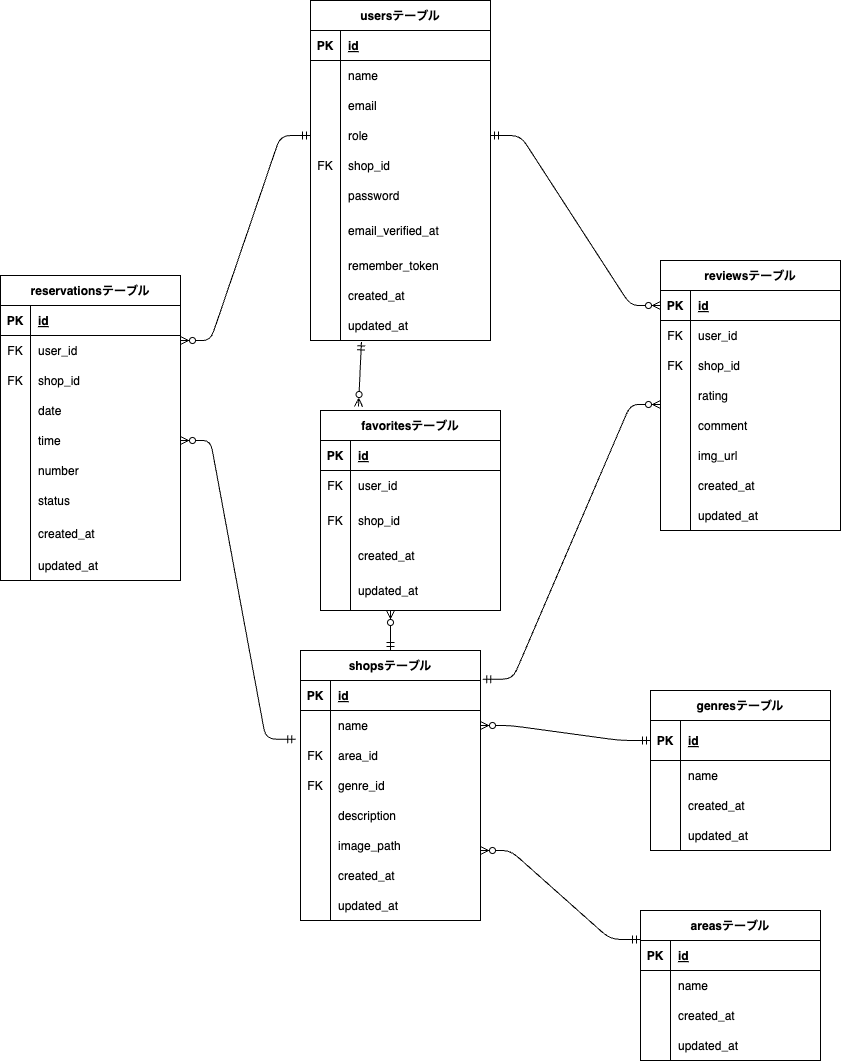 usersテーブル
PK id
name
email
role
FK shop_id
password
email_verified_at
remember_token
created_at
updated_at
reservationsテーブル
PK id
FK user_id
FK shop_id
date
time
number
status
created_at
updated_at
reviewsテーブル
PK id
FK user_id
FK shop_id
rating
comment
img_url
created_at
updated_at
favoritesテーブル
PK id
FK user_id
FK shop_id
created_at
updated_at
shopsテーブル
PK id
name
FK area_id
FK genre_id
description
image_path
created_at
updated_at
genresテーブル
PK id
name
created_at
updated_at
areasテーブル
PK id
name
created_at
updated_at